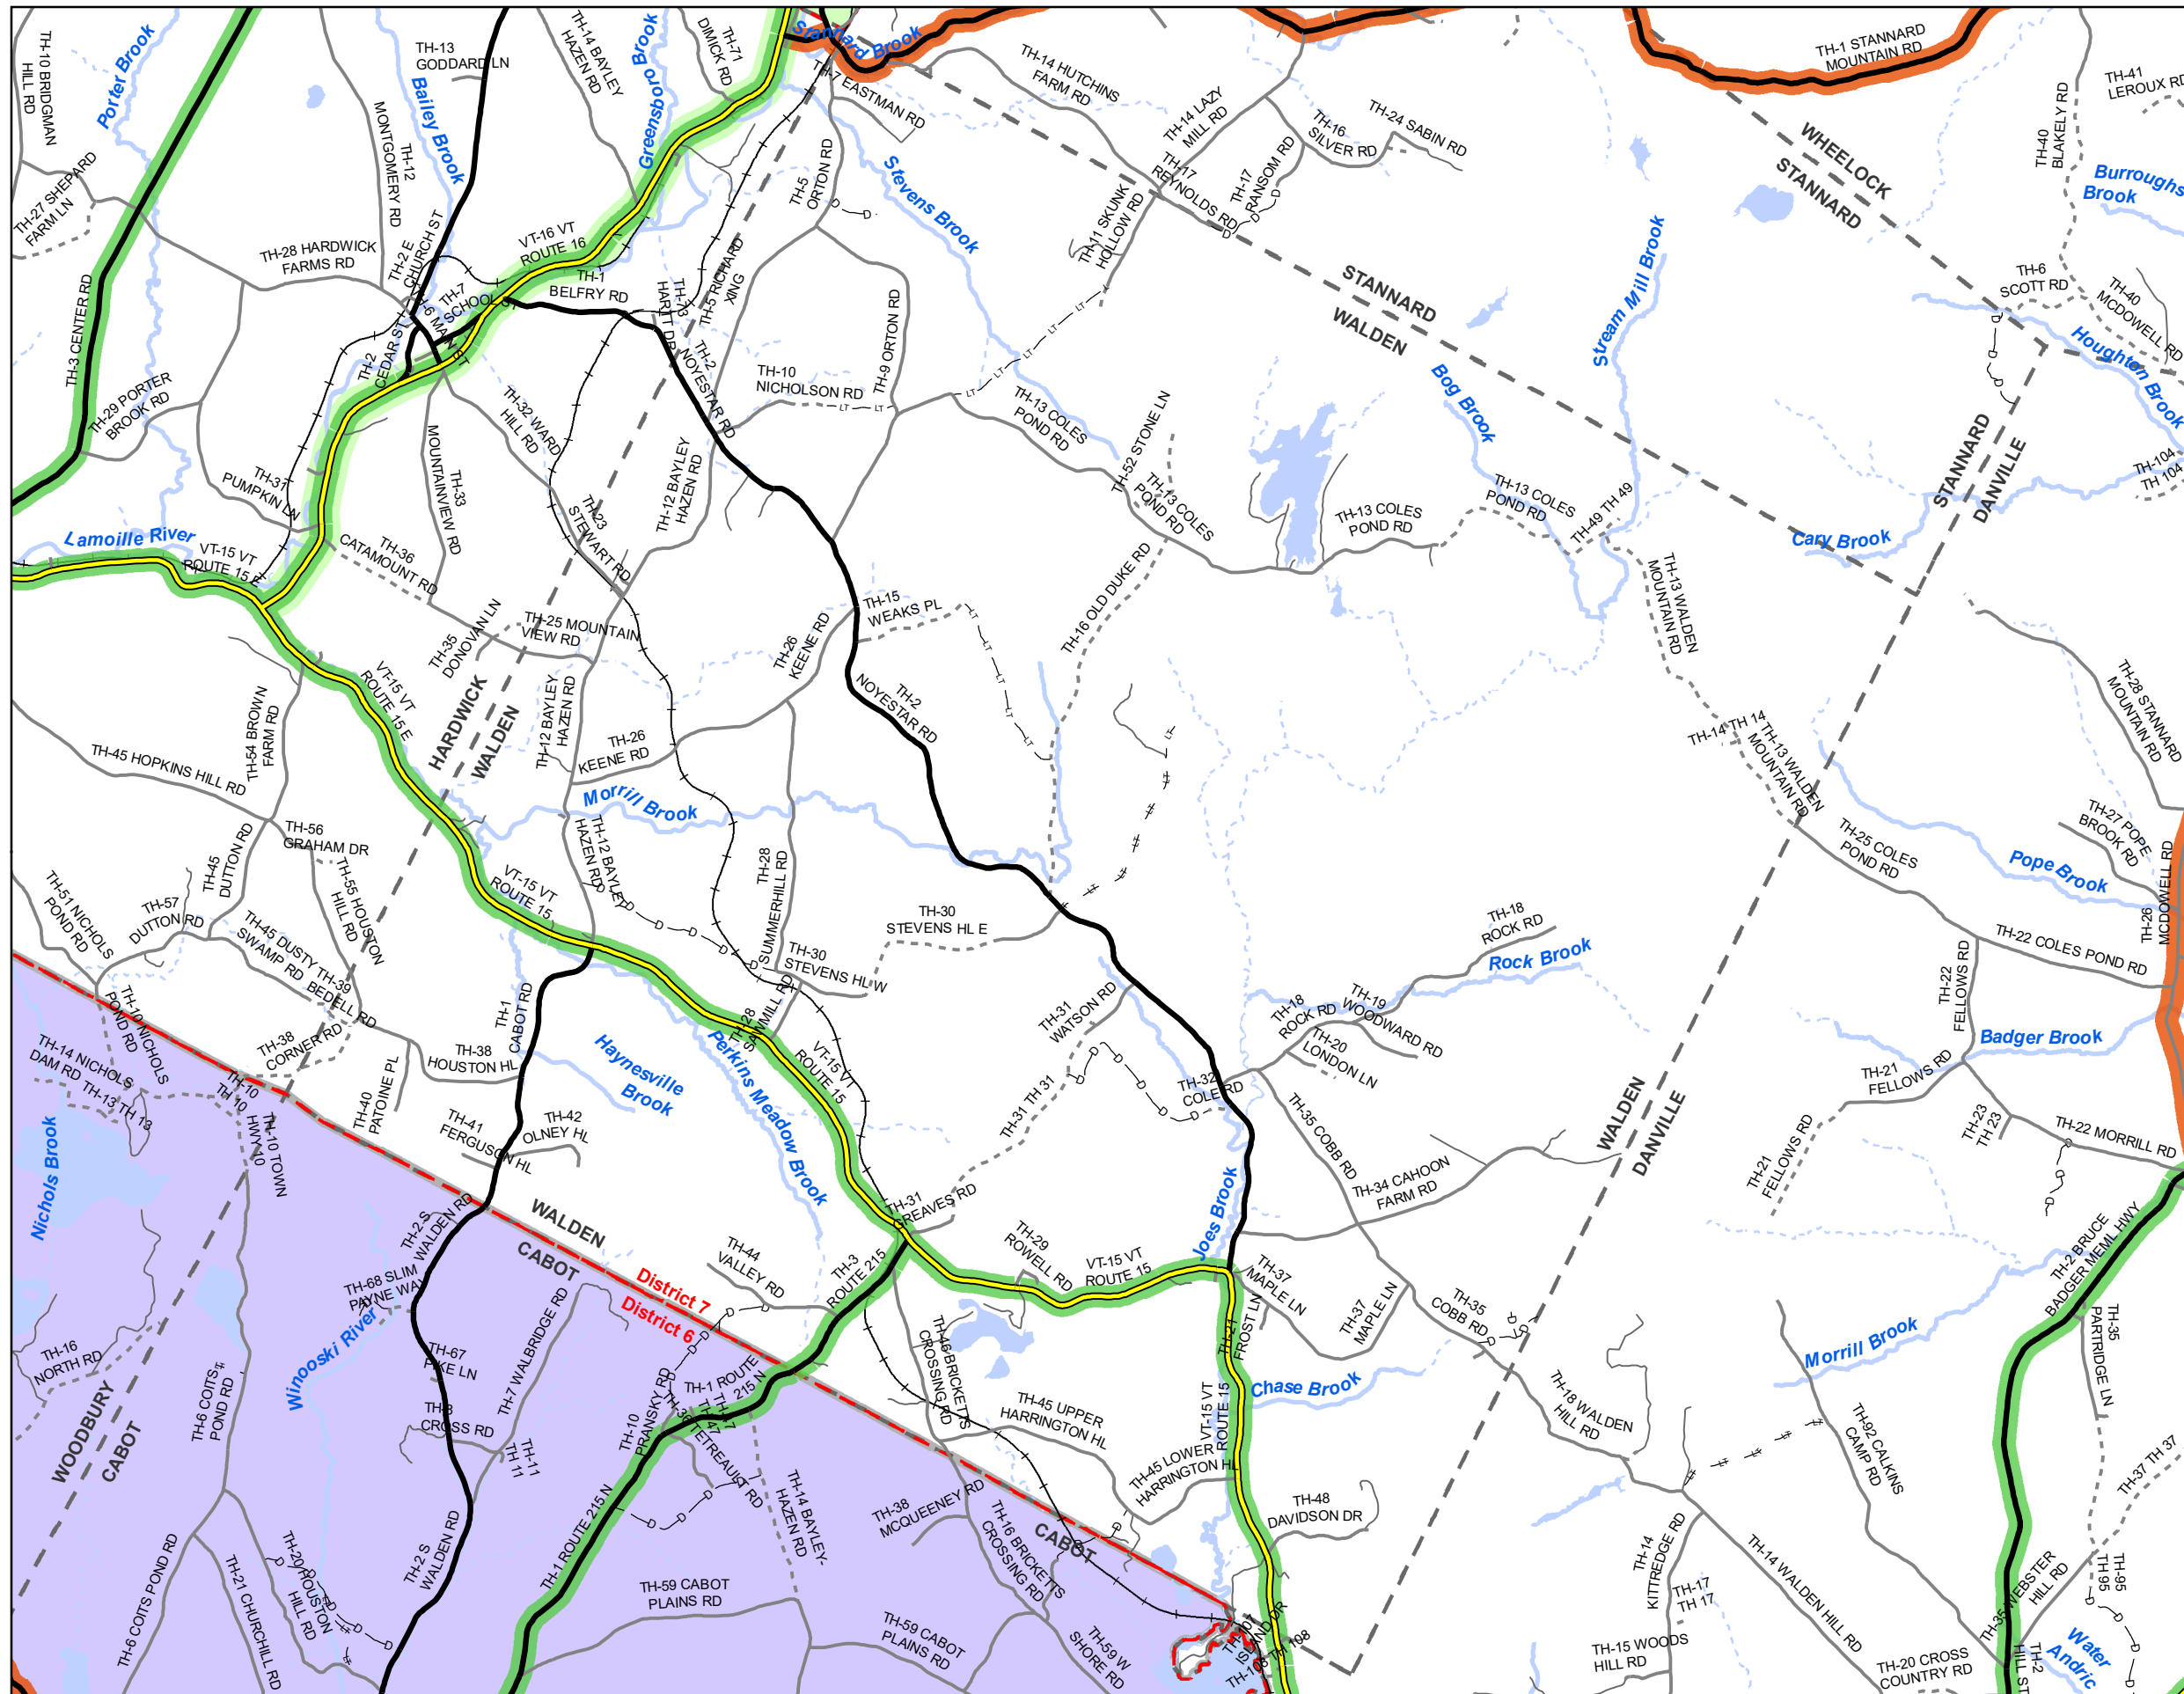 TH-10 BRIDGMAN
HILL RD
Porter Brook
TH-13
GODDARD LN
Bailey Brook
TH-12
MONTGOMERY RD
TH-14 BAYLEY
HAZEN RD
Greensboro Brook
TH-71
DIMICK RD
Stannard Brook
TH-7 EASTMAN RD
TH-14 HUTCHINS
FARM RD
TH-14 LAZY
MILL RD
TH-16
SILVER RD
TH-24 SABIN RD
TH-1 STANNARD
MOUNTAIN RD
TH-41
LEROUX RD
TH-40
BLAKELY RD
Burroughs
Brook
WHEELOCK
STANNARD
TH-27 SHEPARD
FARM LN
TH-28 HARDWICK
FARMS RD
TH-2 E
CHURCH ST
TH-7
SCHOOL ST
TH-6 MAIN ST
TH-2
CEDAR ST
VT-16 VT
ROUTE 16
TH-1
BELFRY RD
TH-73
HARTT DR
TH-5 RICHARD
XING
TH-5
ORTON RD
Stevens Brook
TH-17
REYNOLDS RD
TH-17
RANSOM RD
TH-11 SKUNK
HOLLOW RD
STANNARD
WALDEN
Stream Mill Brook
TH-6
SCOTT RD
TH-40
MCDOWELL RD
Houghton Brook
TH-3 CENTER RD
TH-29 PORTER
BROOK RD
TH-2
NOYESTAR RD
TH-10
NICHOLSON RD
TH-9 ORTON RD
TH-13 COLES
POND RD
TH-52 STONE LN
TH-13 COLES
POND RD
Bog Brook
TH-13 COLES
POND RD
TH-13 COLES
POND RD
TH-49 TH 49
STANNARD
DANVILLE
TH-104
TH 104
Cary Brook
TH-32 WARD
HILL RD
TH-33
MOUNTAINVIEW RD
TH-31
PUMPKIN LN
Lamoille River
VT-15 VT
ROUTE 15 E
TH-36
CATAMOUNT RD
TH-23
STEWART RD
TH-12 BAYLEY
HAZEN RD
TH-16 OLD DUKE RD
TH-13 WALDEN
MOUNTAIN RD
TH-15
WEAKS PL
TH-26
KEENE RD
TH-25 MOUNTAIN
VIEW RD
TH-35
DONOVAN LN
VT-15 VT
ROUTE 15 E
HARDWICK
WALDEN
TH-12 BAYLEY
HAZEN RD
TH-26
KEENE RD
TH-2
NOYESTAR RD
TH-14 TH 14
TH-13 WALDEN
MOUNTAIN RD
TH-28 STANNARD
MOUNTAIN RD
TH-54 BROWN
FARM RD
TH-45 HOPKINS HILL RD
Morrill Brook
TH-56
GRAHAM DR
TH-45
DUTTON RD
TH-55 HOUSTON
HILL RD
TH-12 BAYLEY
HAZEN RD
TH-28
SUMMERHILL RD
TH-25 COLES
POND RD
TH-27 POPE
BROOK RD
Pope Brook
TH-26
MCDOWELL RD
TH-51 NICHOLS
POND RD
TH-57
DUTTON RD
TH-45 DUSTY
SWAMP RD
TH-39
BEDELL RD
VT-15 VT
ROUTE 15
TH-30
STEVENS HL E
TH-30
STEVENS HL W
TH-18
ROCK RD
Rock Brook
TH-22 COLES POND RD
TH-22
FELLOWS RD
TH-10 NICHOLS
POND RD
TH-38
CORNER RD
TH-1
CABOT RD
TH-38
HOUSTON HL
Haynesville
Brook
TH-28
SAWMILL RD
TH-31
WATSON RD
TH-18
ROCK RD
TH-19
WOODWARD RD
TH-20
LONDON LN
Badger Brook
TH-21
FELLOWS RD
TH-14 NICHOLS
DAM RD
TH-13 TH 13
TH-10
TH 10
TH-10 TOWN
HWY 10
TH-40
PATOINE PL
TH-41
FERGUSON HL
TH-42
OLNEY HL
Perkins Meadow Brook
VT-15 VT
ROUTE 15
TH-31 TH 31
TH-32
COLE RD
TH-35 COBB RD
WALDEN
DANVILLE
TH-23
TH 23
TH-22 MORRILL RD
TH-21
FELLOWS RD
Nichols Brook
TH-34 CAHOON
FARM RD
TH-31
GREAVES RD
Joes Brook
WALDEN
CABOT
District 7
District 6
TH-2-S
WALDEN RD
TH-68 SLIM
PAYNE WAY
Winooski River
TH-44
VALLEY RD
TH-3
ROUTE 215
TH-29
ROWELL RD
VT-15 VT
ROUTE 15
TH-37
MAPLE LN
TH-37
MAPLE LN
TH-35
COBB RD
TH-2 BRUCE
BADGER MEML HWY
TH-35
PARTRIDGE LN
Morrill Brook
TH-16
NORTH RD
WOODBURY
CABOT
TH-6 COITS
POND RD
TH-67
PIKE LN
TH-8
CROSS RD
TH-7 WALBRIDGE RD
TH-11
TH 11
TH-1 ROUTE
215 N
TH-10
PRANSKY RD
TH-36
TETREAULT RD
TH-47
TH-46 BRICKETTS
CROSSING RD
TH-45 UPPER
HARRINGTON HL
TH-21
FROST LN
Chase Brook
VT-15 VT
ROUTE 15
TH-45 LOWER
HARRINGTON HL
TH-18 WALDEN
HILL RD
TH-92 CALKINS
CAMP RD
TH-37 TH 37
TH-14 BAYLEY-
HAZEN RD
TH-38
MCQUEENEY RD
TH-16 BRICKETTS
CROSSING RD
CABOT
TH-48
DAVIDSON DR
TH-14
KITTREDGE RD
TH-14 WALDEN HILL RD
TH-17
TH 17
TH-35 WEBSTER
HILL RD
TH-95
TH 95
TH-6 COITS POND RD
TH-21 CHURCHILL RD
TH-20 HOUSTON
HILL RD
TH-2 S
WALDEN RD
TH-1 ROUTE 215 N
TH-59 CABOT
PLAINS RD
TH-59 CABOT
PLAINS RD
TH-59 W
SHORE RD
TH-107
ISLAND DR
TH-108 TH 108
TH-15 WOODS
HILL RD
TH-20 CROSS
COUNTRY RD
TH-2
HILL ST
Water
Andric